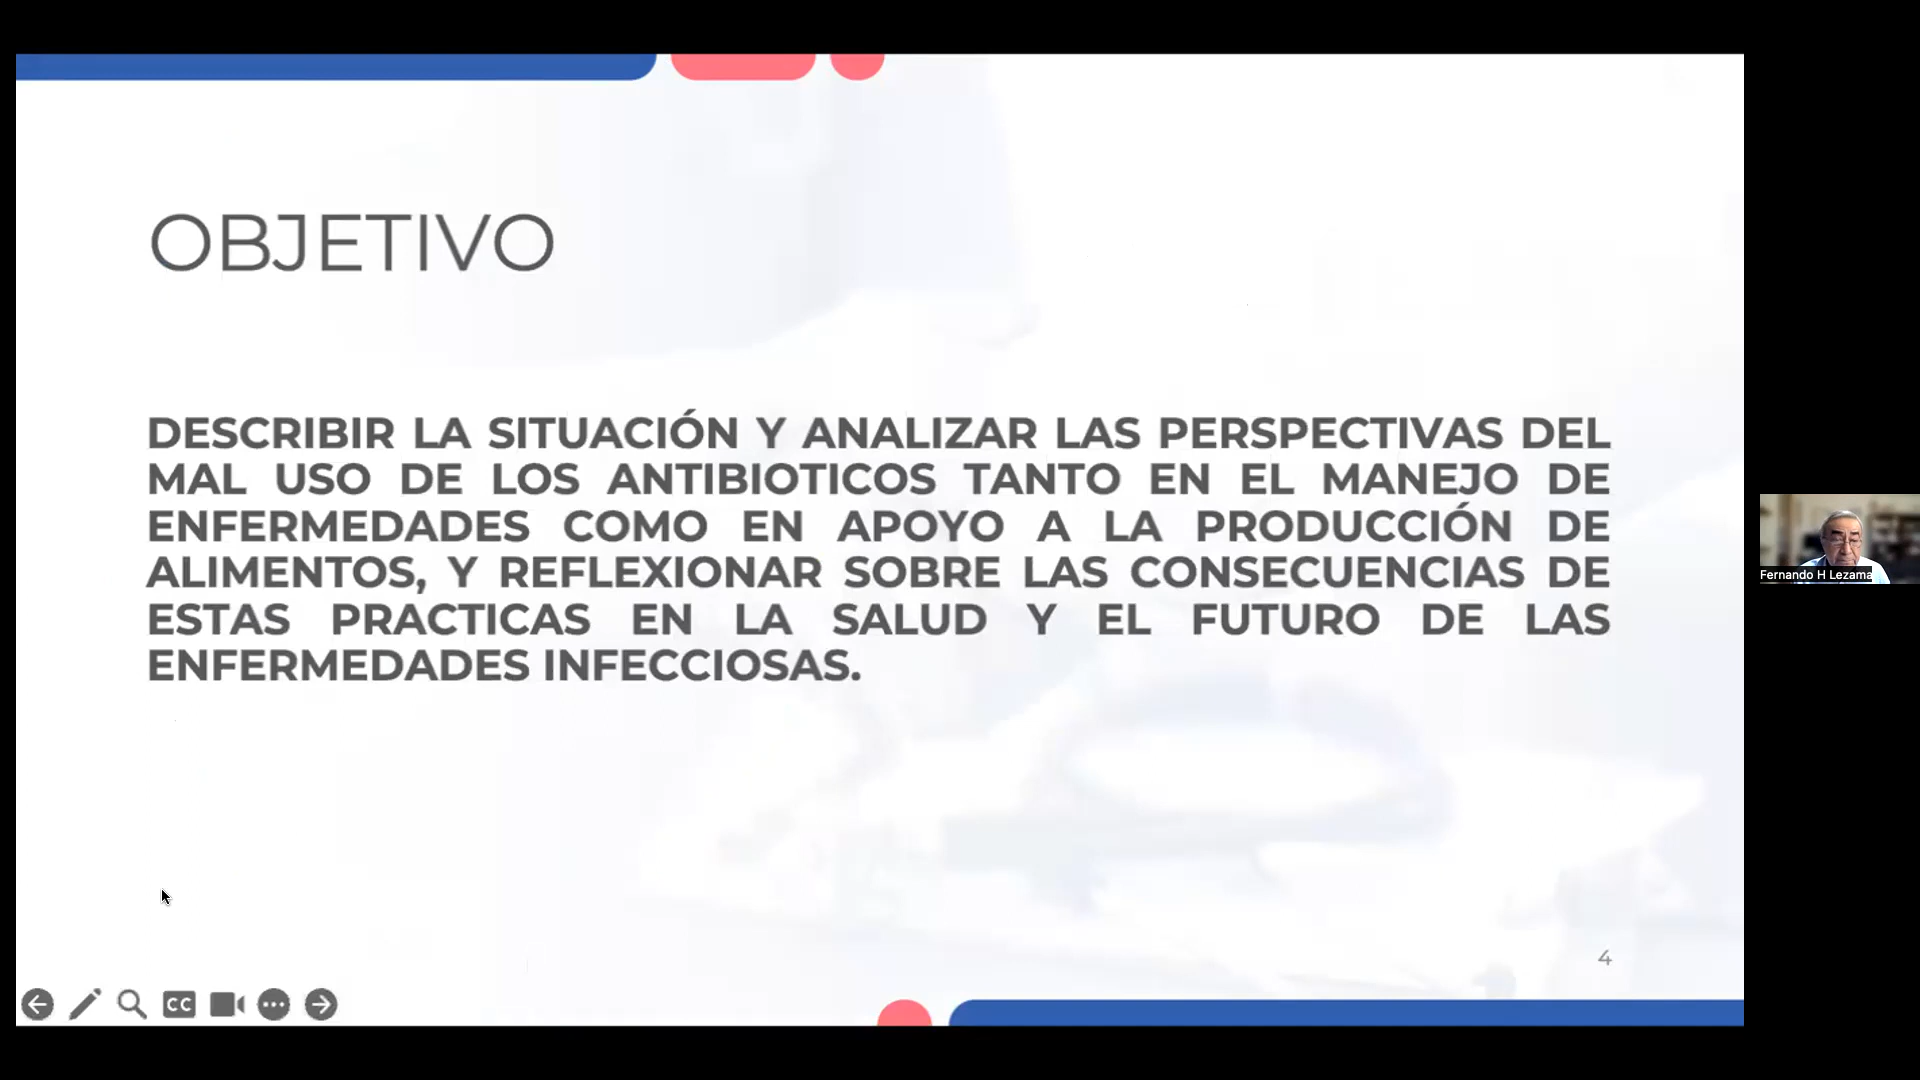 OBJETIVO
DESCRIBIR LA SITUACIÓN Y ANALIZAR LAS PERSPECTIVAS DEL
MAL USO DE LOS ANTIBIOTICOS TANTO EN EL MANEJO DE
ENFERMEDADES COMO EN APOYO A LA PRODUCCIÓN DE
ALIMENTOS, Y REFLEXIONAR SOBRE LAS CONSECUENCIAS DE
ESTAS PRACTICAS EN LA SALUD Y EL FUTURO DE LAS
ENFERMEDADES INFECCIOSAS.
Fernando H Lezama
4
CC